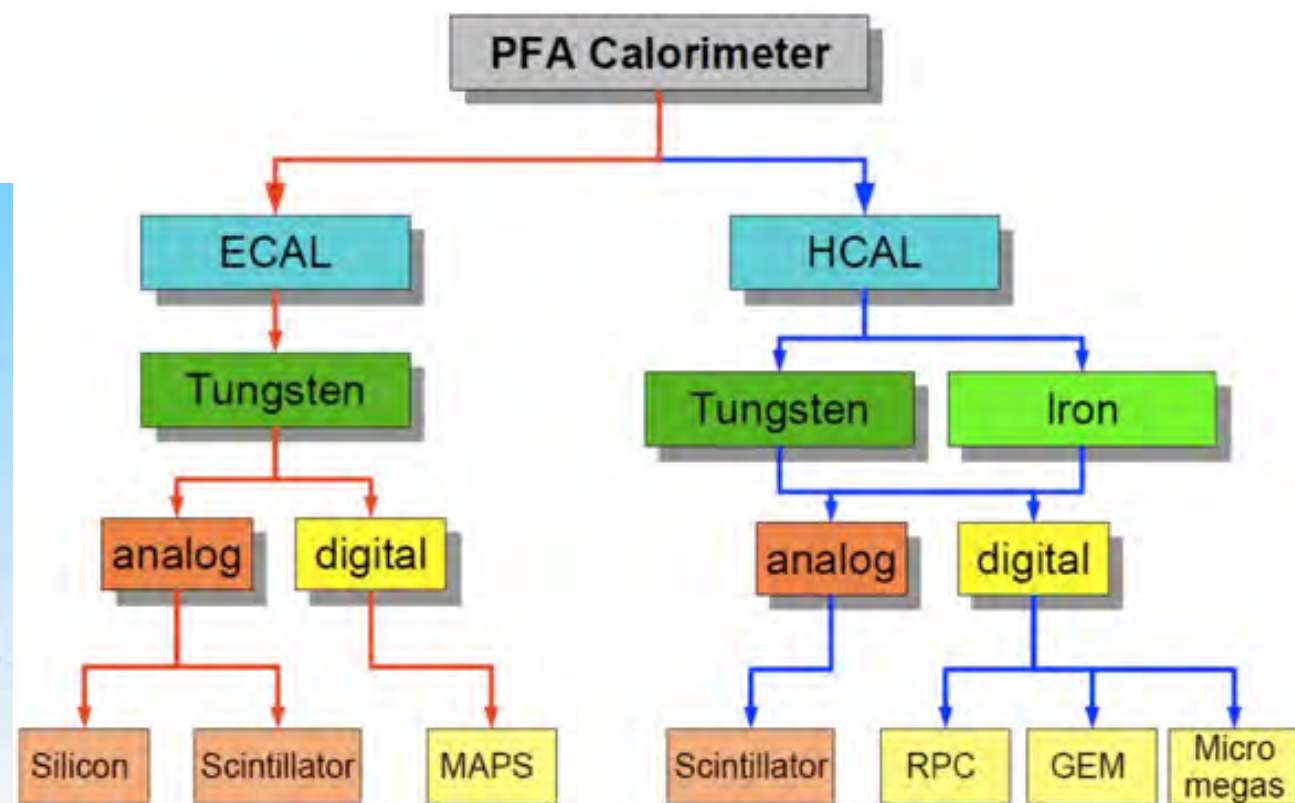 PFA Calorimeter
ECAL
HCAL
Tungsten
Tungsten
Iron
analog
digital
analog
digital
Silicon
Scintillator
MAPS
Scintillator
RPC
GEM
Micro
megas